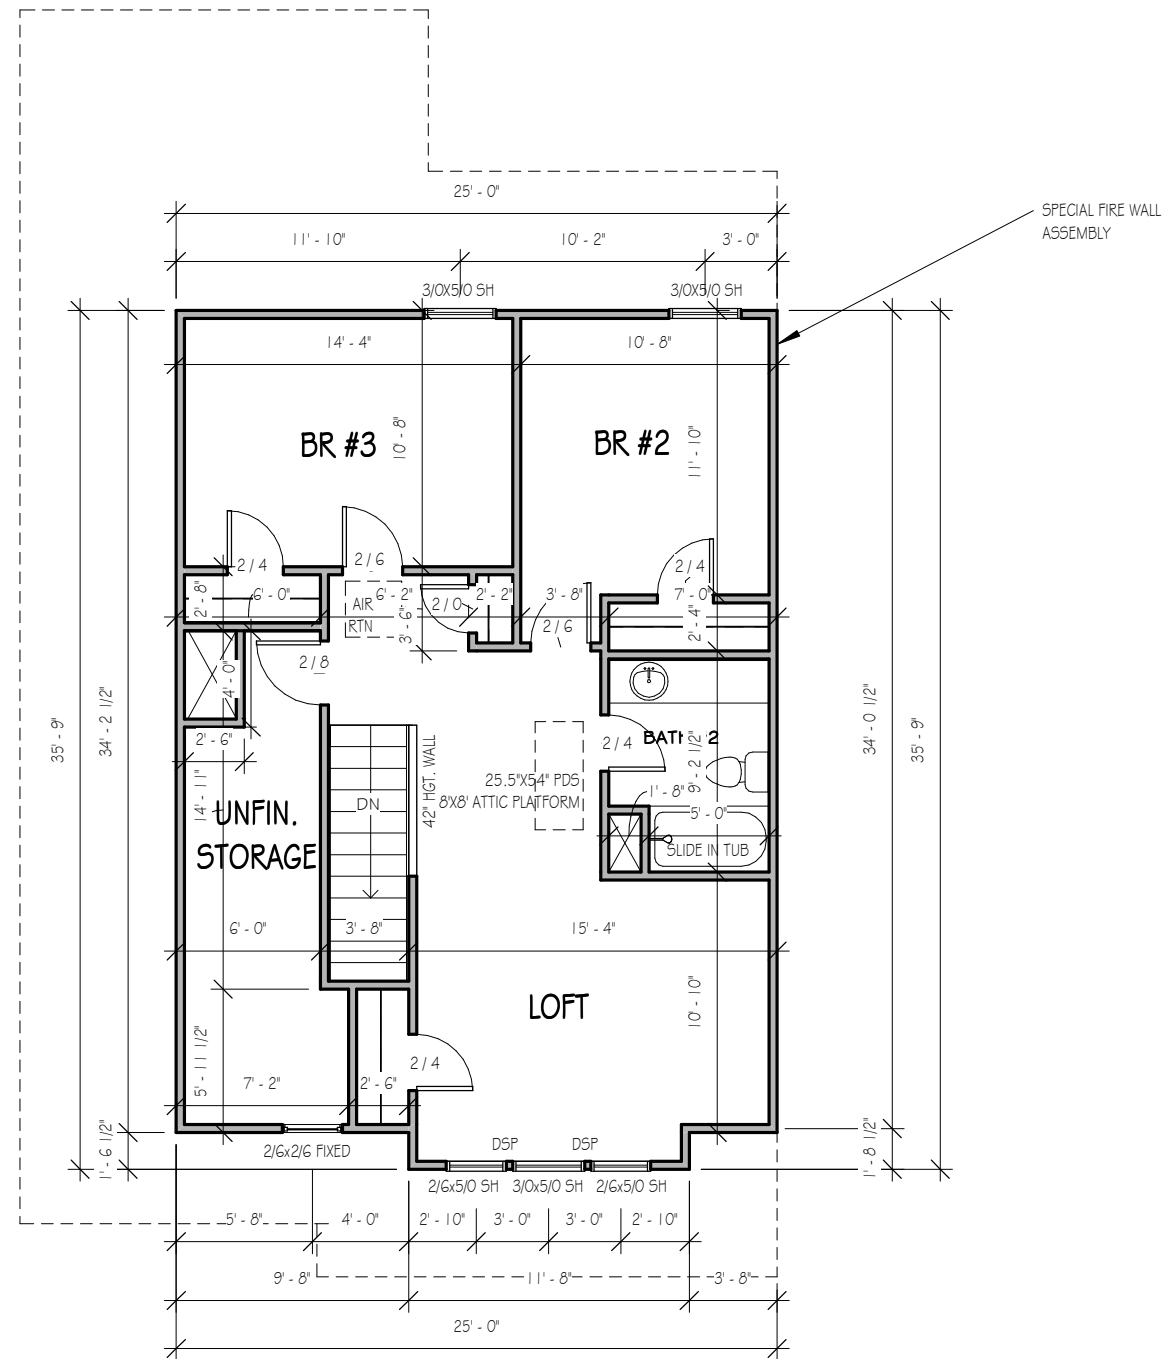 25' - 0"
SPECIAL FIRE WALL
ASSEMBLY
11' - 10"
10' - 2"
3' - 0"
3/0X5/0 SH
3/0X5/0 SH
14' - 4"
10' - 8"
BR #3
10' - 8"
BR #2
11' - 10"
2 / 4
2 / 6
2 / 4
2' - 8"
6' - 0"
AIR
RTN
6' - 2"
3' - 6"
2 / 0
2' - 2"
3' - 8"
2 / 6
7' - 0"
2' - 4"
2 / 8
4' - 0"
35' - 9"
34' - 2 1/2"
34' - 0 1/2"
35' - 9"
2' - 6"
14' - 11"
UNFIN.
STORAGE
DN
42" HGT. WALL
25.5"X54" PDS
8'X8' ATTIC PLATFORM
2 / 4
9' - 2 1/2"
1' - 8"
5' - 0"
SLIDE IN TUB
6' - 0"
3' - 8"
15' - 4"
LOFT
10' - 10"
5' - 11 1/2"
2 / 4
7' - 2"
2' - 6"
1' - 6 1/2"
1' - 8 1/2"
2/6x2/6 FIXED
DSP
DSP
2/6x5/0 SH
3/0x5/0 SH
2/6x5/0 SH
5' - 8"
4' - 0"
2' - 10"
3' - 0"
3' - 0"
2' - 10"
9' - 8"
11' - 8"
3' - 8"
25' - 0"